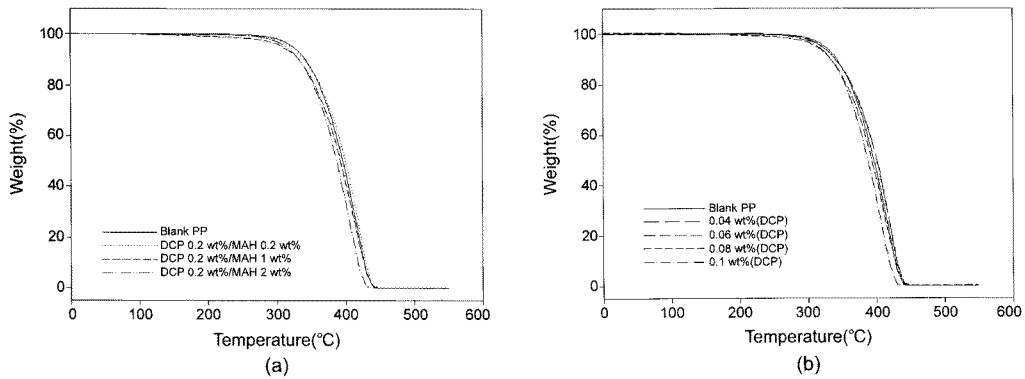 100
80
60
40
20
0
Weight(%)
Blank PP
DCP 0.2 wt%/MAH 0.2 wt%
DCP 0.2 wt%/MAH 1 wt%
DCP 0.2 wt%/MAH 2 wt%
0 100 200 300 400 500 600
Temperature(°C)
(a)
100
80
60
40
20
0
Weight(%)
Blank PP
0.04 wt%(DCP)
0.06 wt%(DCP)
0.08 wt%(DCP)
0.1 wt%(DCP)
0 100 200 300 400 500 600
Temperature(°C)
(b)